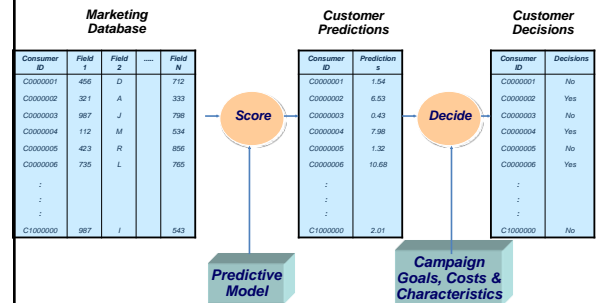 Marketing
Database
Customer
Predictions
Customer
Decisions
Consumer ID Field 1 Field 2 ..... Field N
C0000001 456 D 712
C0000002 321 A 333
C0000003 987 J 798
C0000004 112 M 534
C0000005 423 R 856
C0000006 735 L 765
:
:
:
C1000000 987 I 543
Score
Consumer ID Predictions
C0000001 1.54
C0000002 6.53
C0000003 0.43
C0000004 7.98
C0000005 1.32
C0000006 10.68
:
:
:
C1000000 2.01
Decide
Consumer ID Decisions
C0000001 No
C0000002 Yes
C0000003 No
C0000004 Yes
C0000005 No
C0000006 Yes
:
:
:
C1000000 No
Predictive
Model
Campaign
Goals, Costs &
Characteristics